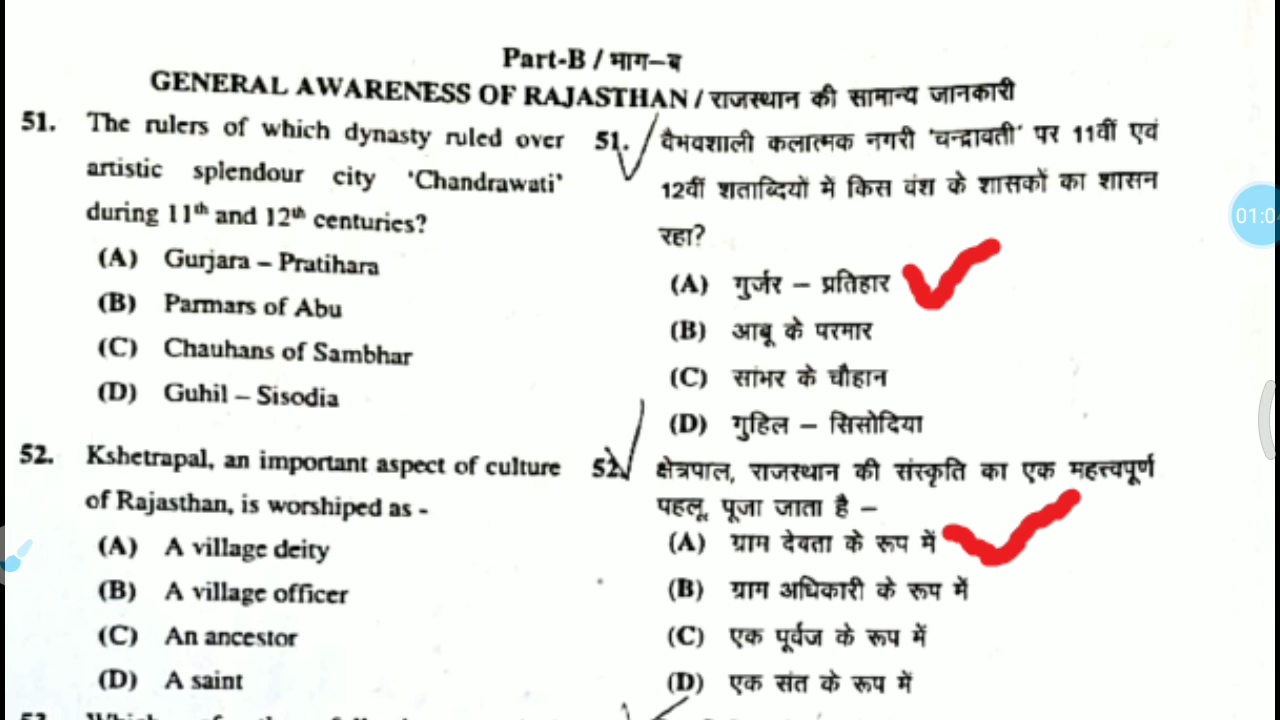 Part-B / भाग–ब
GENERAL AWARENESS OF RAJASTHAN / राजस्थान की सामान्य जानकारी
51. The rulers of which dynasty ruled over
artistic splendour city 'Chandrawati'
during 11th and 12th centuries?
(A) Gurjara – Pratihara
(B) Parmars of Abu
(C) Chauhans of Sambhar
(D) Guhil – Sisodia
52. Kshetrapal, an important aspect of culture
of Rajasthan, is worshiped as -
(A) A village deity
(B) A village officer
(C) An ancestor
(D) A saint
51. वैभवशाली कलात्मक नगरी 'चन्द्रावती' पर 11वीं एवं
12वीं शताब्दियों में किस वंश के शासकों का शासन
रहा?
(A) गुर्जर – प्रतिहार
(B) आबू के परमार
(C) सांभर के चौहान
(D) गुहिल – सिसोदिया
52. क्षेत्रपाल, राजस्थान की संस्कृति का एक महत्त्वपूर्ण
पहलू, पूजा जाता है –
(A) ग्राम देवता के रूप में
(B) ग्राम अधिकारी के रूप में
(C) एक पूर्वज के रूप में
(D) एक संत के रूप में